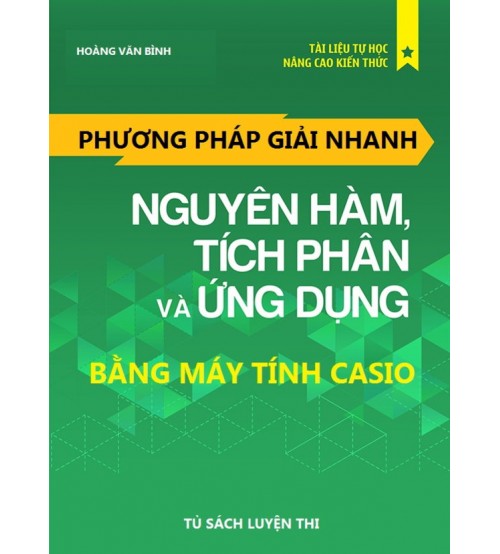 HOÀNG VĂN BÌNH
TÀI LIỆU TỰ HỌC
NÂNG CAO KIẾN THỨC
PHƯƠNG PHÁP GIẢI NHANH
NGUYÊN HÀM,
TÍCH PHÂN
VÀ ỨNG DỤNG
BẰNG MÁY TÍNH CASIO
TỦ SÁCH LUYỆN THI